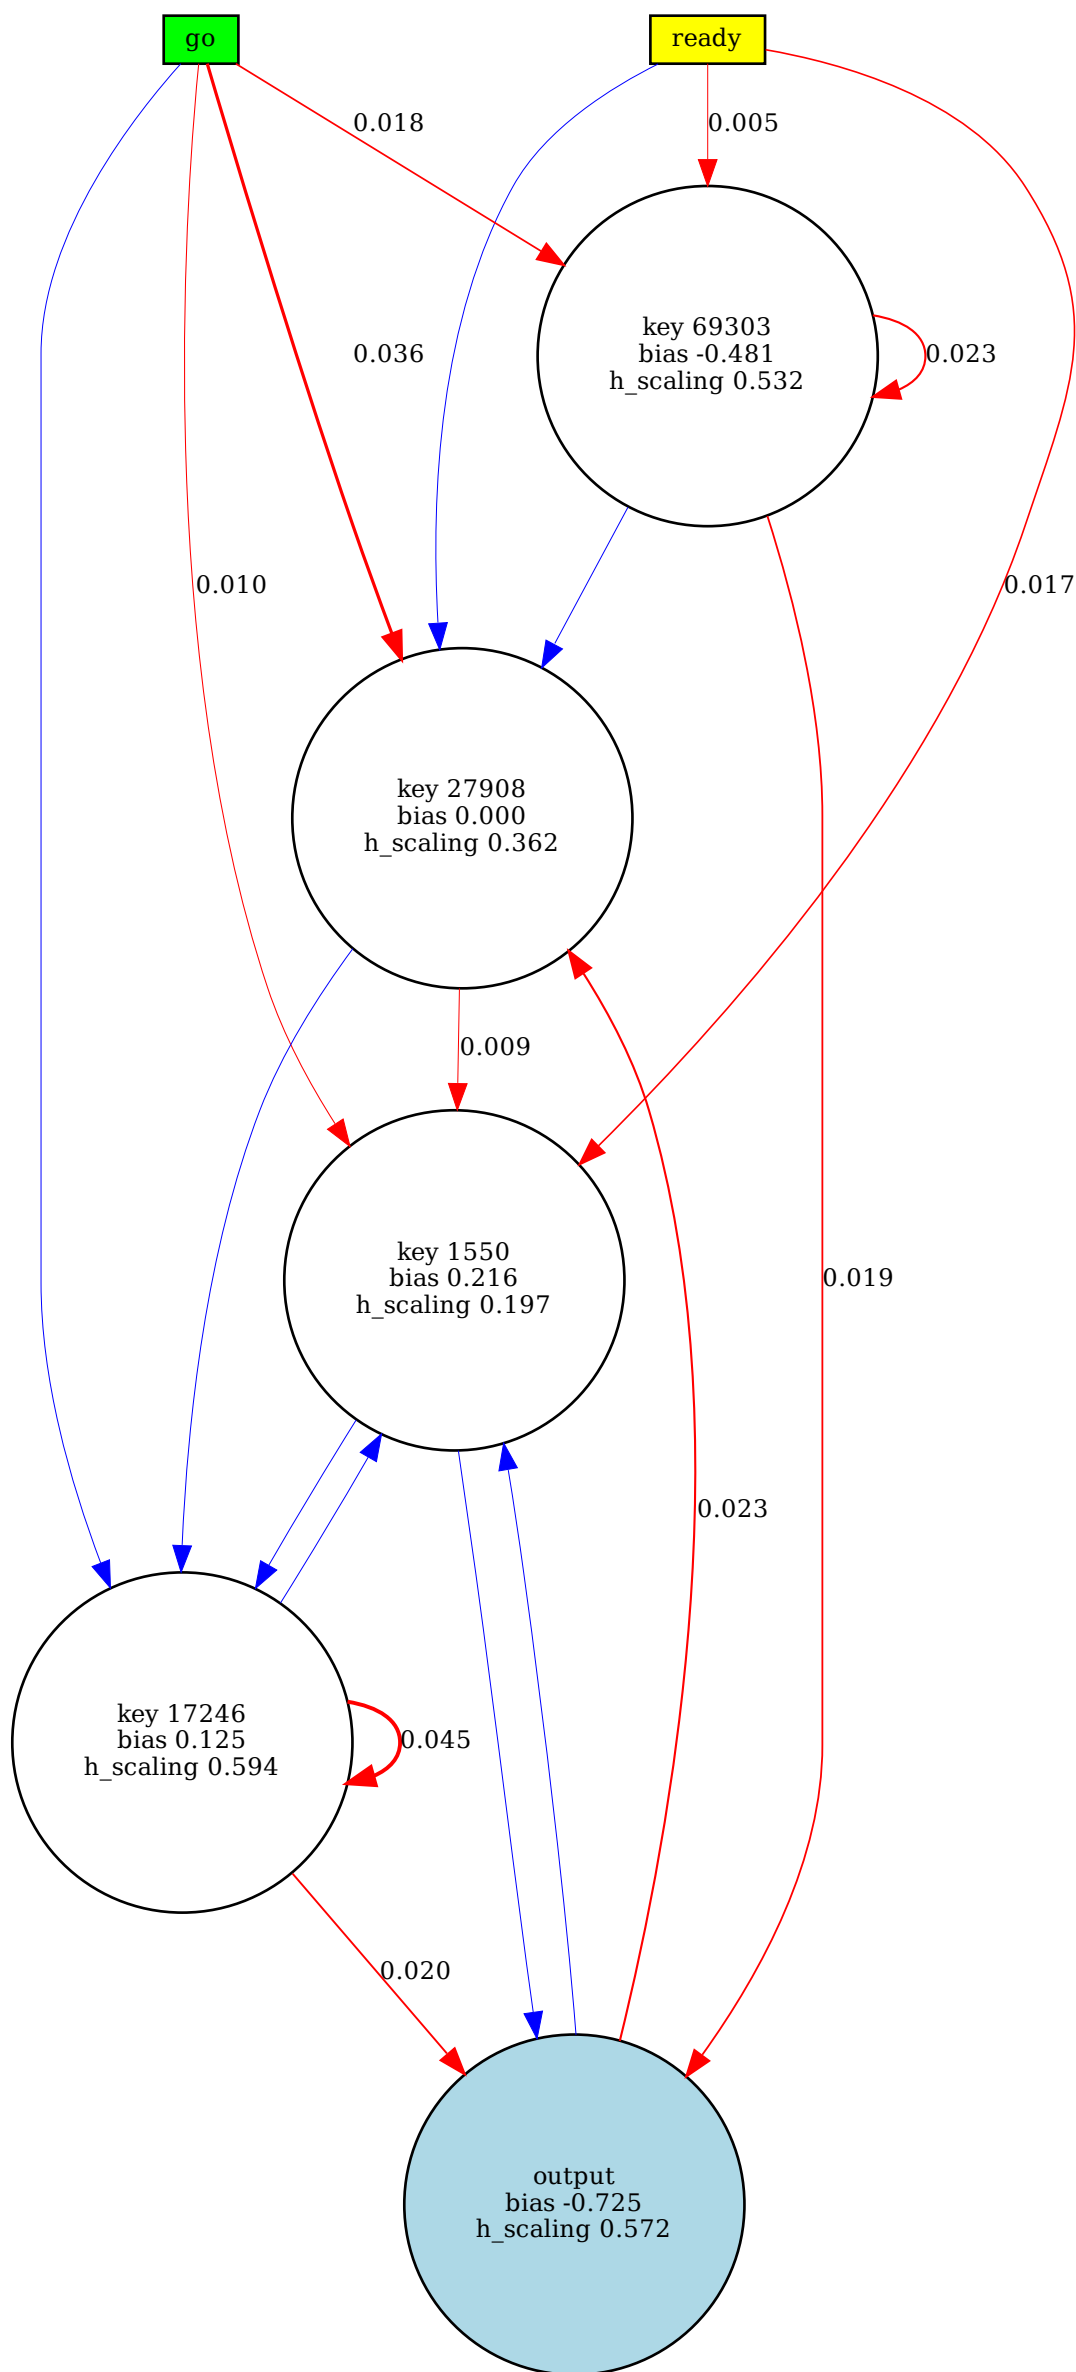 go
ready
0.018
0.005
key 69303
bias -0.481
h_scaling 0.532
0.036
0.023
0.010
0.017
key 27908
bias 0.000
h_scaling 0.362
0.009
key 1550
bias 0.216
h_scaling 0.197
0.019
0.023
key 17246
bias 0.125
h_scaling 0.594
0.045
0.020
output
bias -0.725
h_scaling 0.572